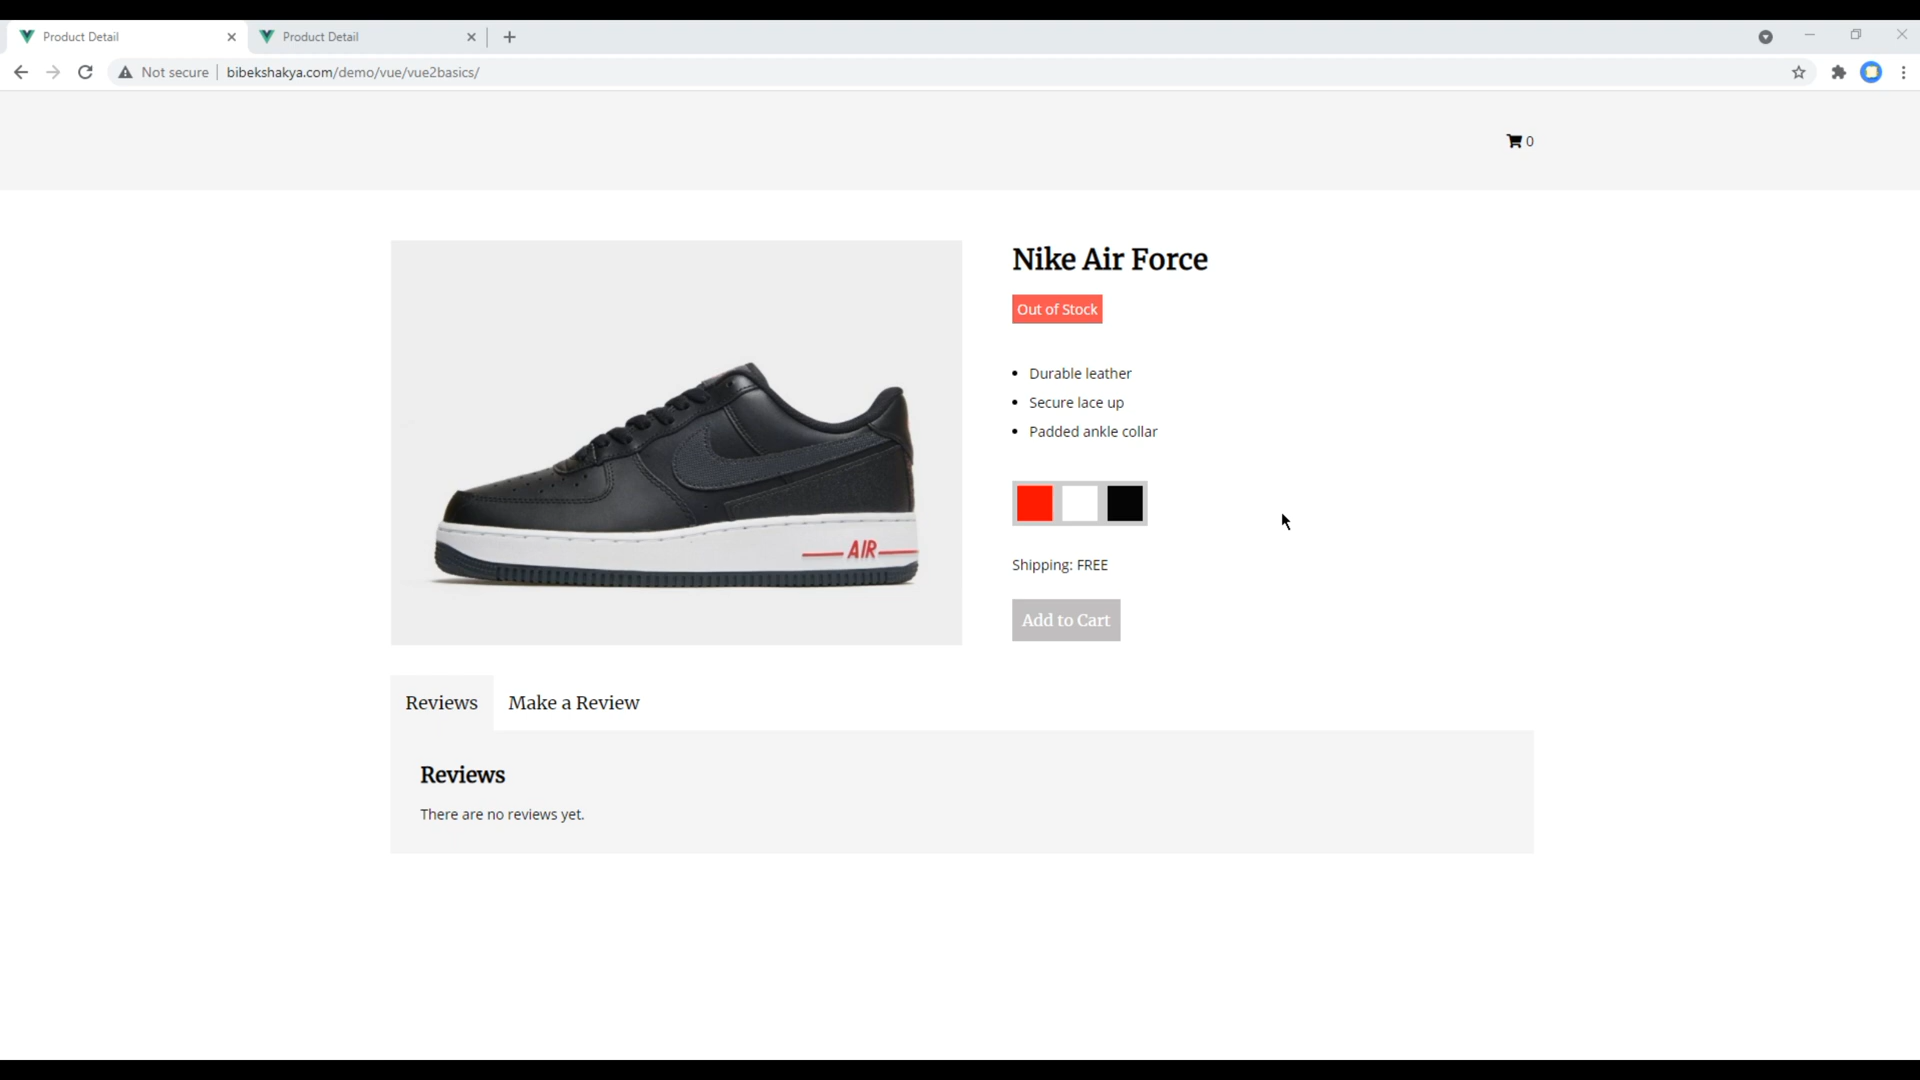 Product Detail
Product Detail
Not secure
bibekshakya.com/demo/vue/vue2basics/
0
Nike Air Force
Out of Stock
Durable leather
Secure lace up
Padded ankle collar
AIR
Shipping: FREE
Add to Cart
Reviews
Make a Review
Reviews
There are no reviews yet.